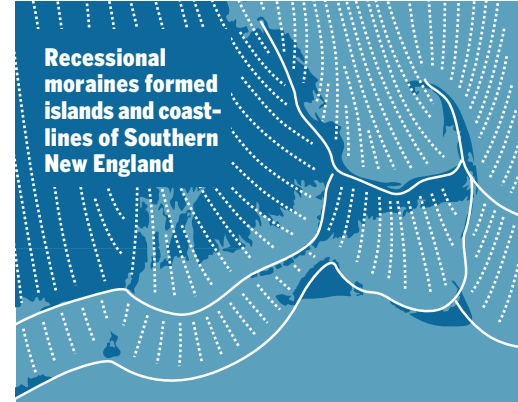 Recessional
moraines formed
islands and coast-
lines of Southern
New England